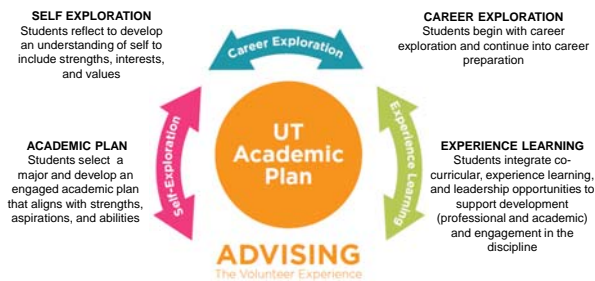 SELF EXPLORATION
Students reflect to develop
an understanding of self to
include strengths, interests,
and values
CAREER EXPLORATION
Students begin with career
exploration and continue into career
preparation
Career Exploration
Self-Exploration
UT
Academic
Plan
Experience Learning
ACADEMIC PLAN
Students select a
major and develop an
engaged academic plan
that aligns with strengths,
aspirations, and abilities
EXPERIENCE LEARNING
Students integrate co-
curricular, experience learning,
and leadership opportunities to
support development
(professional and academic)
and engagement in the
discipline
ADVISING
The Volunteer Experience